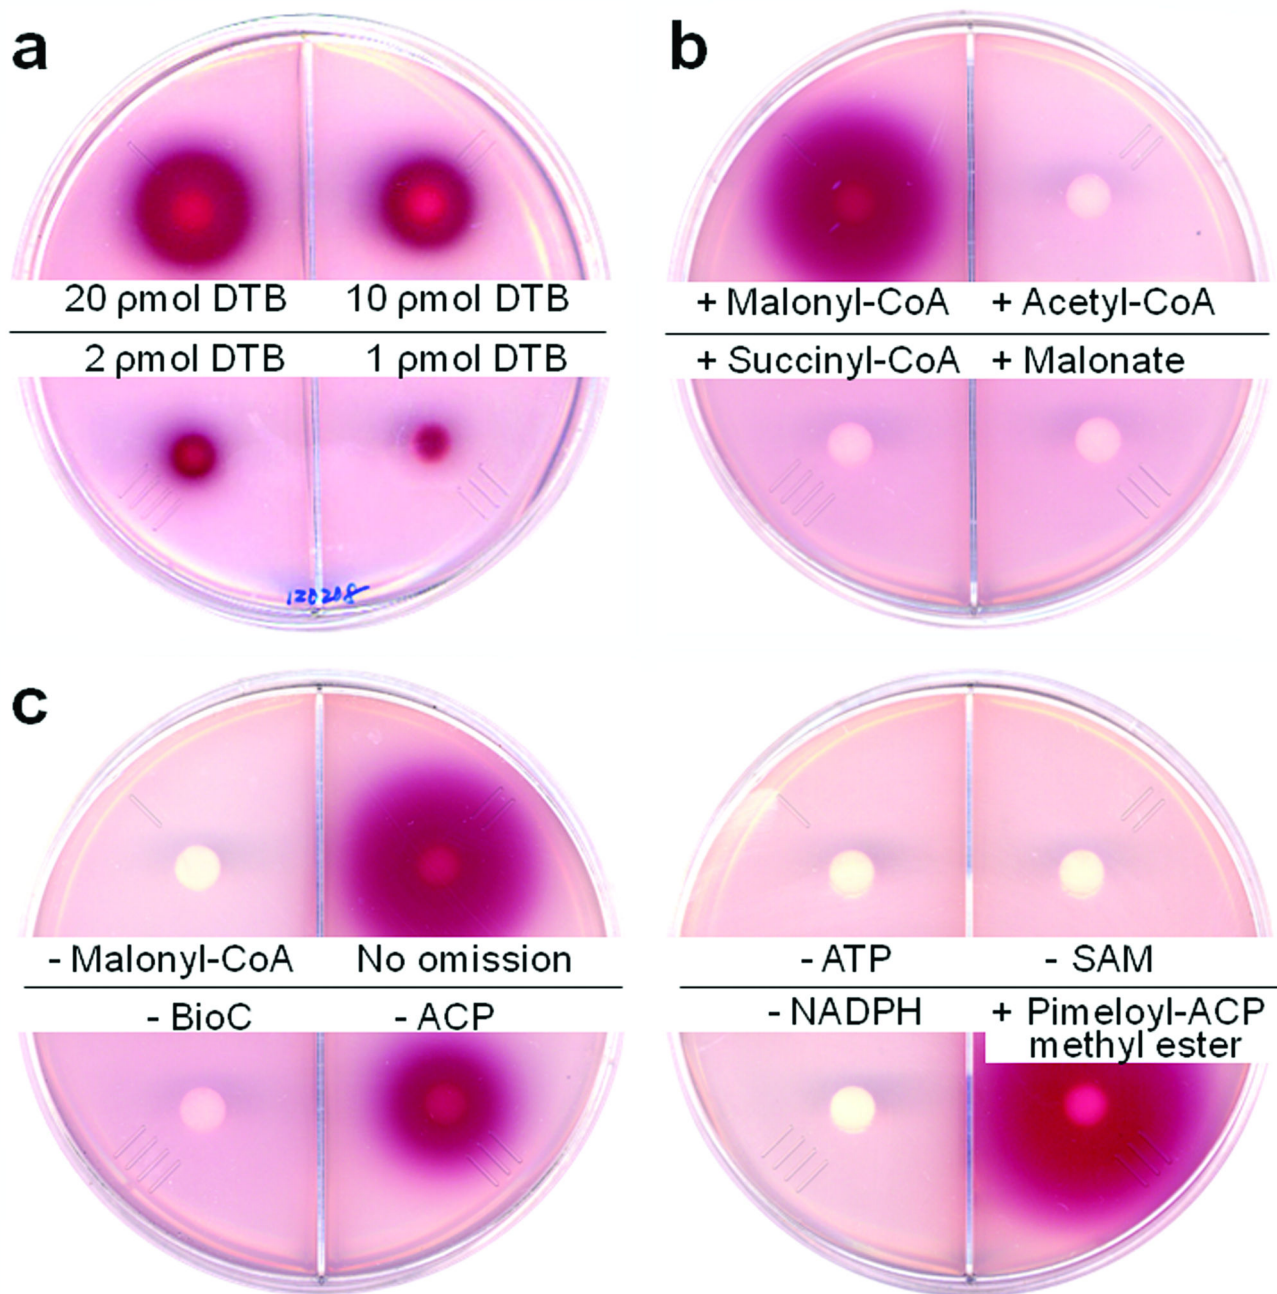 a
20 ρmol DTB 10 ρmol DTB
2 ρmol DTB 1 ρmol DTB
120208
b
+ Malonyl-CoA + Acetyl-CoA
+ Succinyl-CoA + Malonate
c
- Malonyl-CoA No omission
- BioC - ACP
- ATP - SAM
- NADPH + Pimeloyl-ACP
methyl ester